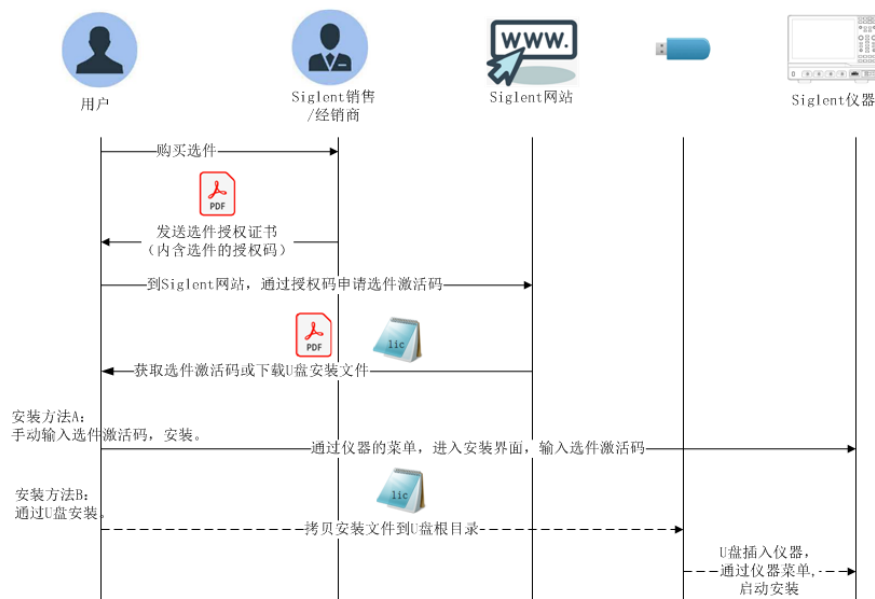 WWW.
用户
Siglent销售
/经销商
Siglent网站
Siglent仪器
购买选件
PDF
发送选件授权证书
（内含选件的授权码）
到Siglent网站，通过授权码申请选件激活码
PDF
lic
获取选件激活码或下载U盘安装文件
安装方法A：
手动输入选件激活码，安装。
通过仪器的菜单，进入安装界面，输入选件激活码
安装方法B：
通过U盘安装。
lic
拷贝安装文件到U盘根目录
U盘插入仪器，
通过仪器菜单，
启动安装